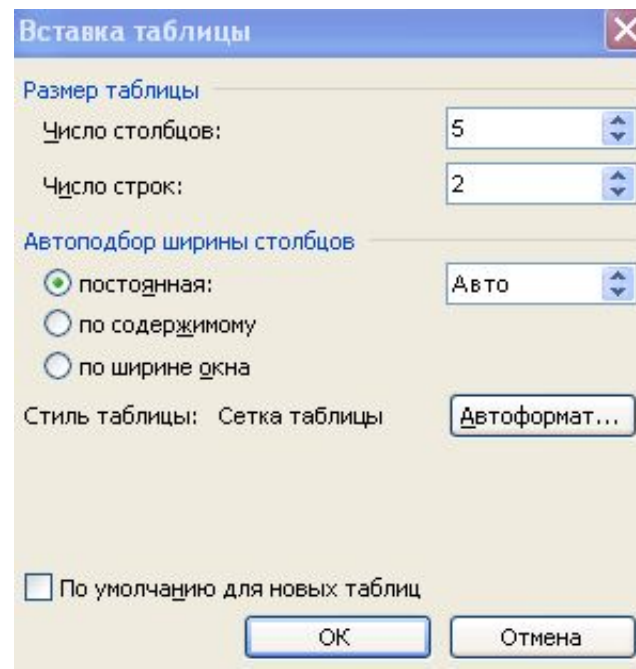 Вставка таблицы
Размер таблицы
Число столбцов: 5
Число строк: 2
Автоподбор ширины столбцов
постоянная: Авто
по содержимому
по ширине окна
Стиль таблицы: Сетка таблицы Автоформат...
По умолчанию для новых таблиц
ОК Отмена